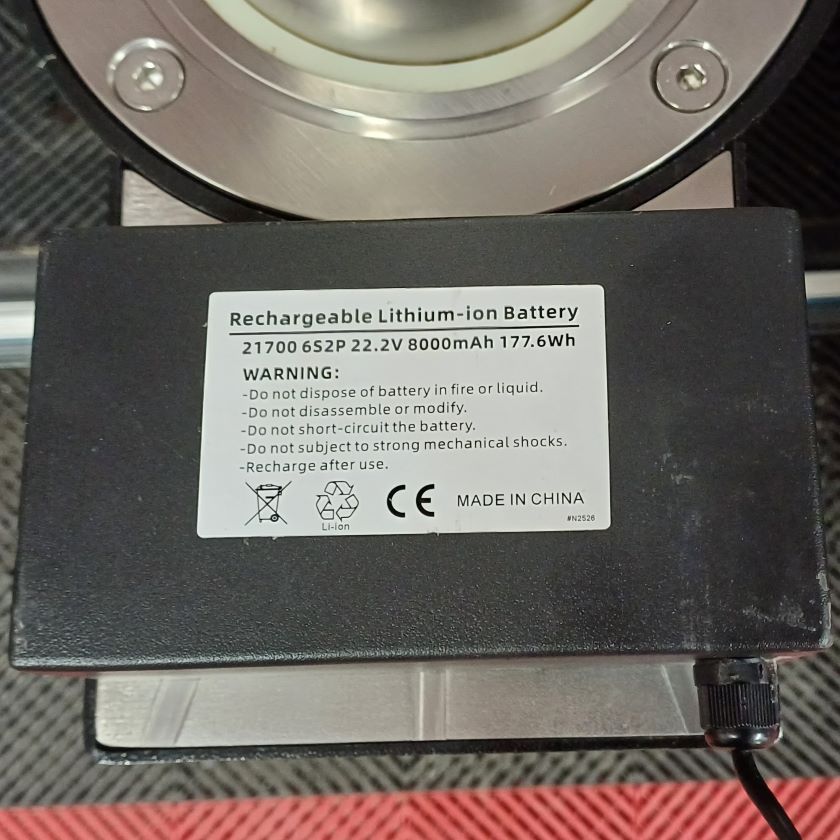 Rechargeable Lithium-ion Battery
21700 6S2P 22.2V 8000mAh 177.6Wh
WARNING:
-Do not dispose of battery in fire or liquid.
-Do not disassemble or modify.
-Do not short-circuit the battery.
-Do not subject to strong mechanical shocks.
-Recharge after use.
Li-ion
CE
MADE IN CHINA
#N2526